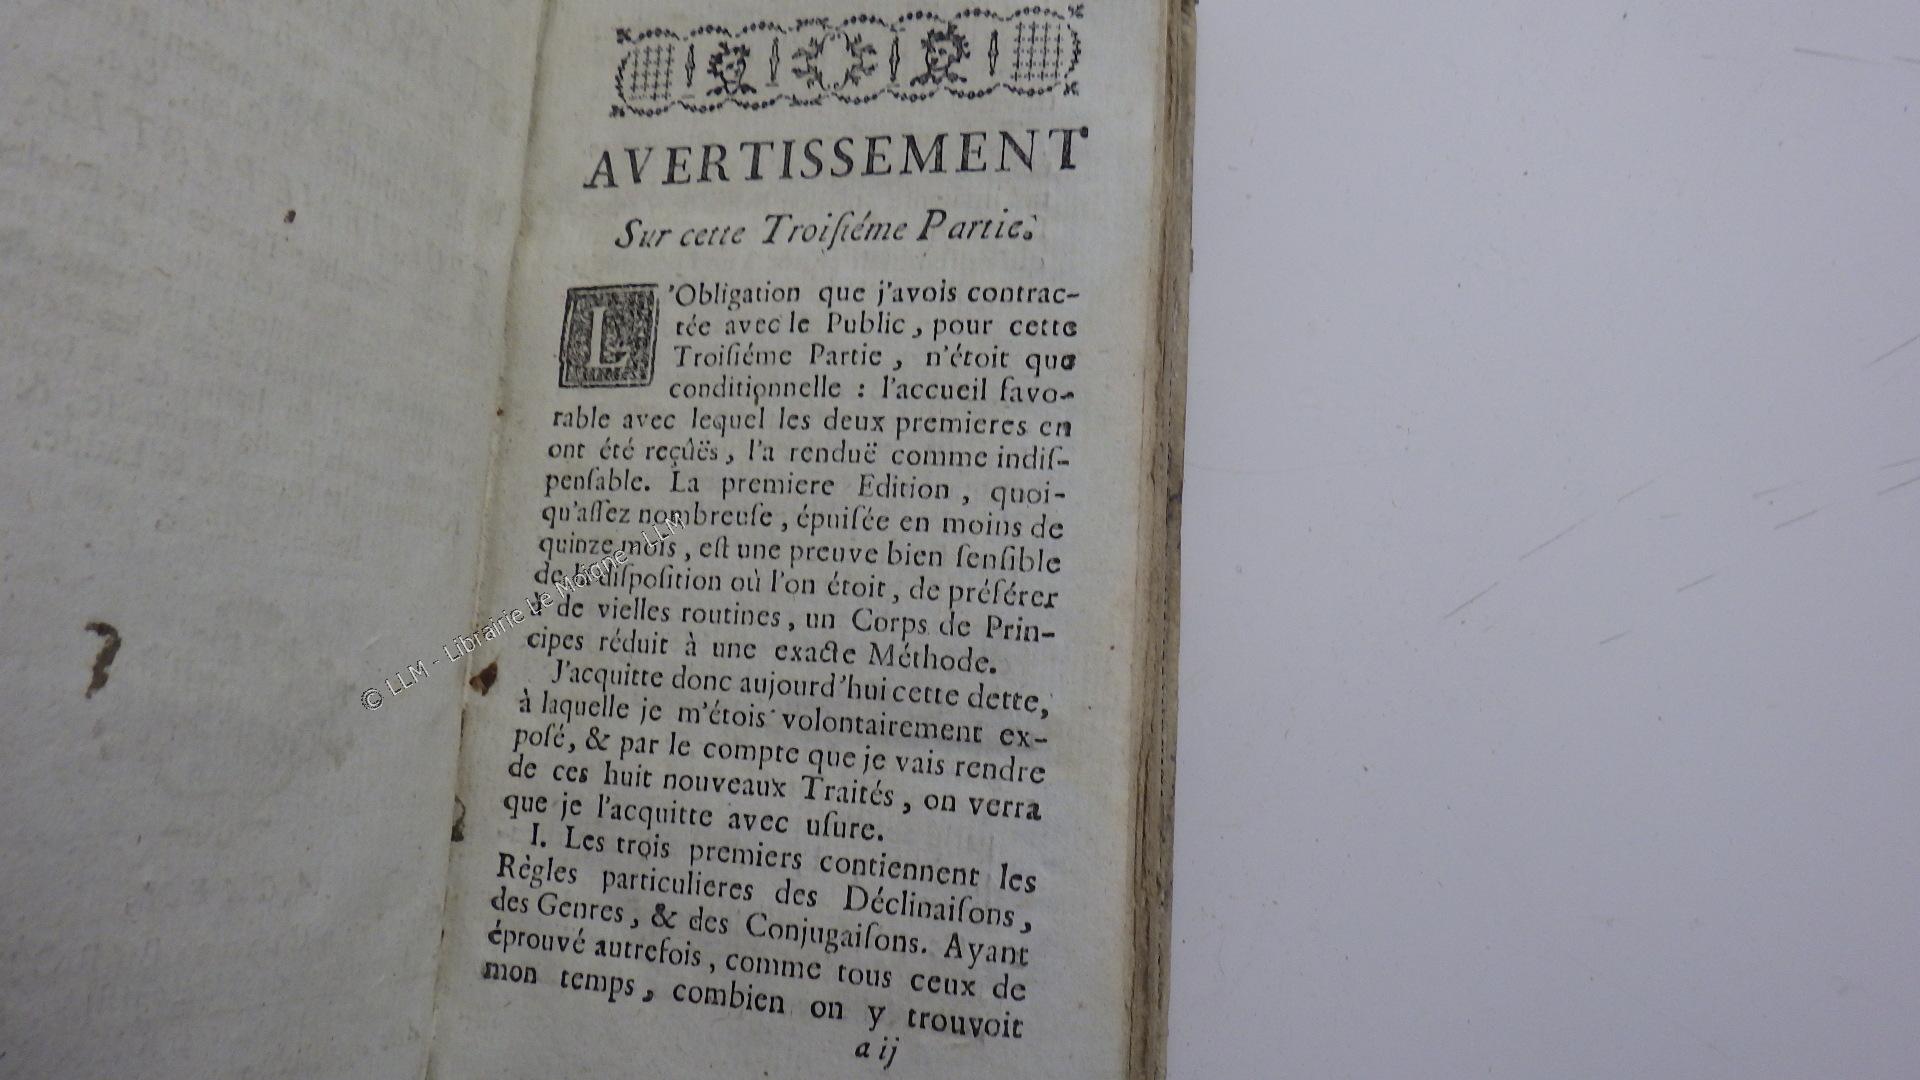 AVERTISSEMENT
Sur cette Troiſiéme Partie.
L'Obligation que j'avois contrac-
tée avec le Public, pour cette
Troiſiéme Partie, n'étoit que
conditionnelle : l'accueil favo-
rable avec lequel les deux premieres en
ont été reçûës, l'a renduë comme indiſ-
penſable. La premiere Edition, quoi-
qu'aſſez nombreuſe, épuiſée en moins de
quinze mois, eſt une preuve bien ſenſible
de la diſpoſition où l'on étoit, de préférer
à de vielles routines, un Corps de Prin-
cipes réduit à une exacte Méthode.
J'acquitte donc aujourd'hui cette dette,
à laquelle je m'étois volontairement ex-
poſé, & par le compte que je vais rendre
de ces huit nouveaux Traités, on verra
que je l'acquitte avec uſure.
I. Les trois premiers contiennent les
Règles particulieres des Déclinaiſons,
des Genres, & des Conjugaiſons. Ayant
éprouvé autrefois, comme tous ceux de
mon temps, combien on y trouvoit
a ij
© LLM - Librairie Le Moigne - LLM